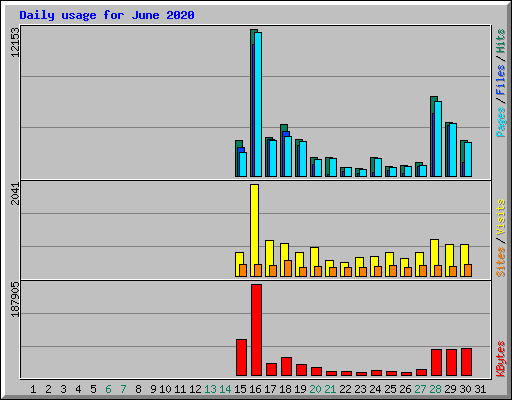 Daily usage for June 2020
12153
Pages/Files/Hits
2041
Sites/Visits
187905
KBytes
1 2 3 4 5 6 7 8 9 10 11 12 13 14 15 16 17 18 19 20 21 22 23 24 25 26 27 28 29 30 31